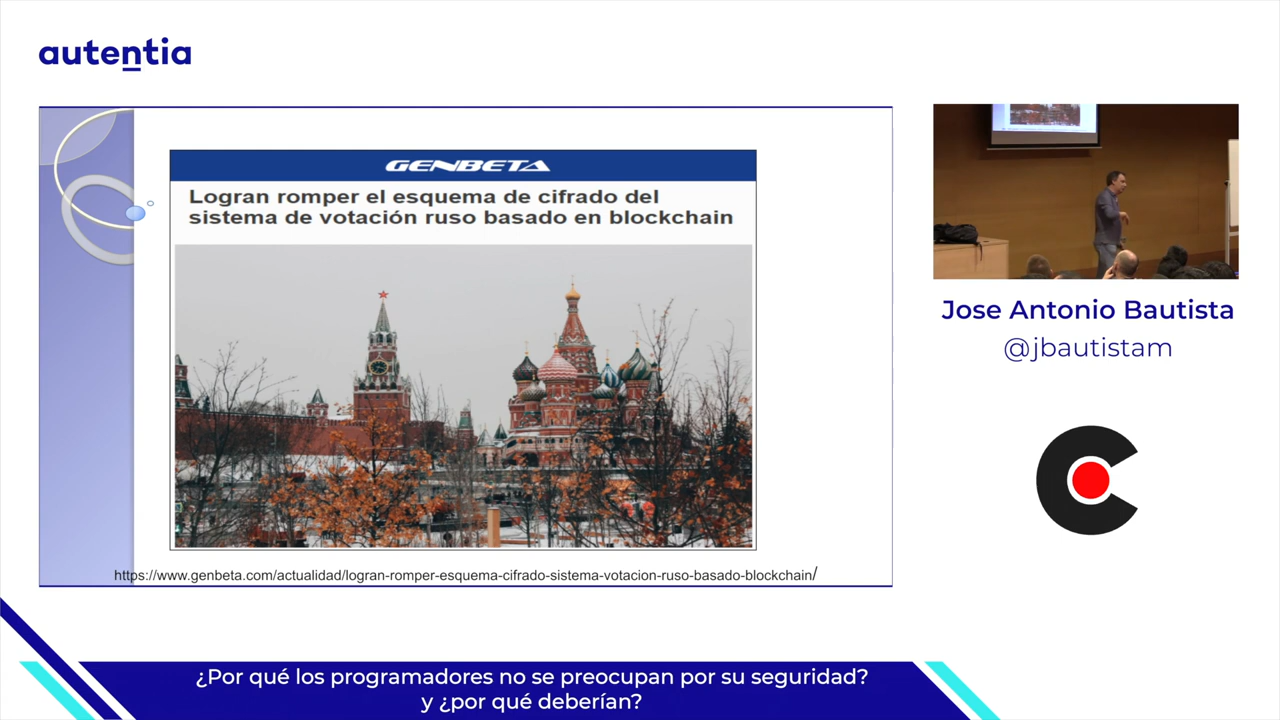 autentia
GENBETA
Logran romper el esquema de cifrado del
sistema de votación ruso basado en blockchain
https://www.genbeta.com/actualidad/logran-romper-esquema-cifrado-sistema-votacion-ruso-basado-blockchain/
Jose Antonio Bautista
@jbautistam
¿Por qué los programadores no se preocupan por su seguridad?
y ¿por qué deberían?